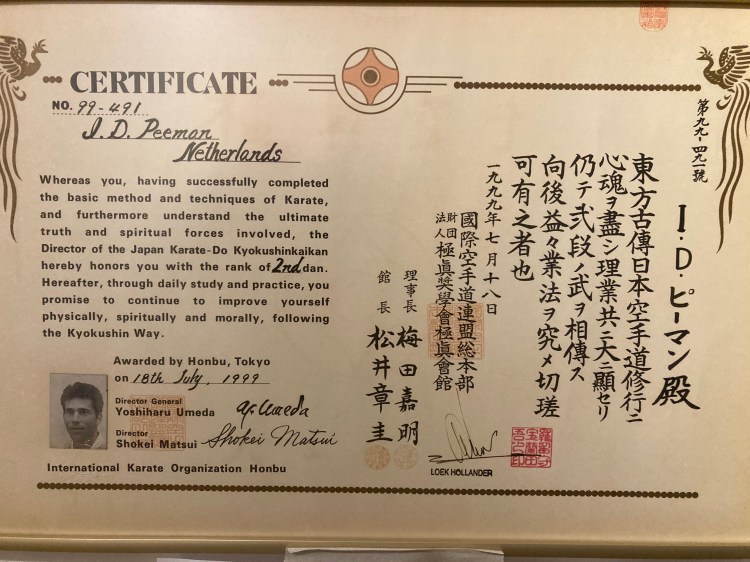 CERTIFICATE
NO. 99-491
I. D. Peeman
Netherlands
Whereas you, having successfully completed
the basic method and techniques of Karate,
and furthermore understand the ultimate
truth and spiritual forces involved, the
Director of the Japan Karate-Do Kyokushinkaikan
hereby honors you with the rank of 2nd dan.
Hereafter, through daily study and practice, you
promise to continue to improve yourself
physically, spiritually and morally, following
the Kyokushin Way.
Awarded by Honbu, Tokyo
on 18th July, 1999
Director General
Yoshiharu Umeda
Y. Umeda
Director
Shokei Matsui
Shokei Matsui
International Karate Organization Honbu
第九九-四九一號
I・D・ピーマン殿
東方古傳日本空手道修行ニ
心魂ヲ盡シ理業共ニ大ニ顯セリ
仍テ弐段ノ武ヲ相傳ス
向後益々業法ヲ究メ切瑳
可有之者也
一九九九年七月十八日
國際空手道連盟総本部
財団法人極眞奨學會極眞會館
理事長 梅田嘉明
館長 松井章圭
LOEK HOLLANDER